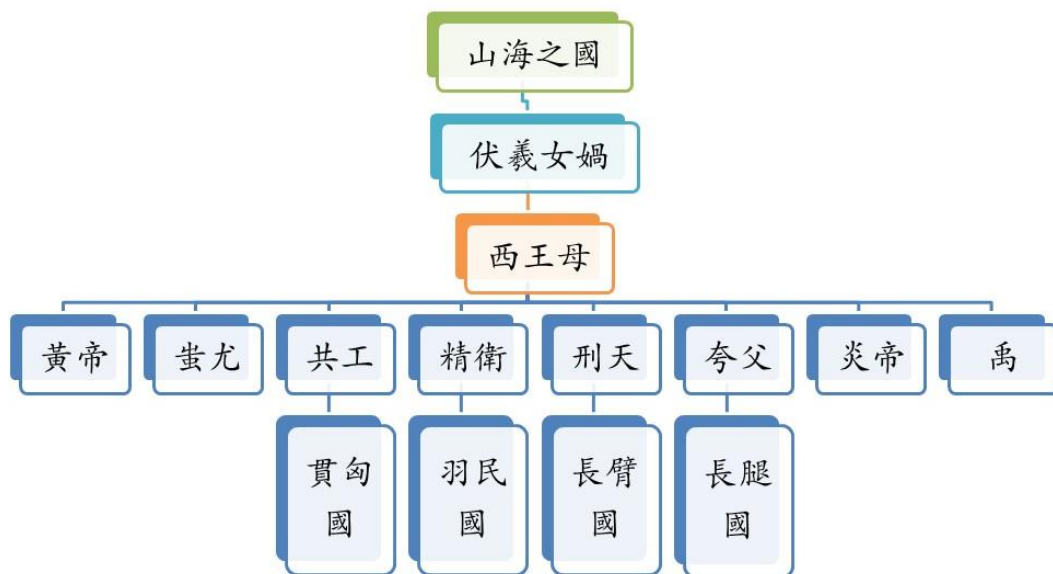 山海之國
伏羲女媧
西王母
黃帝
蚩尤
共工
精衛
刑天
夸父
炎帝
禹
貫匈
國
羽民
國
長臂
國
長腿
國